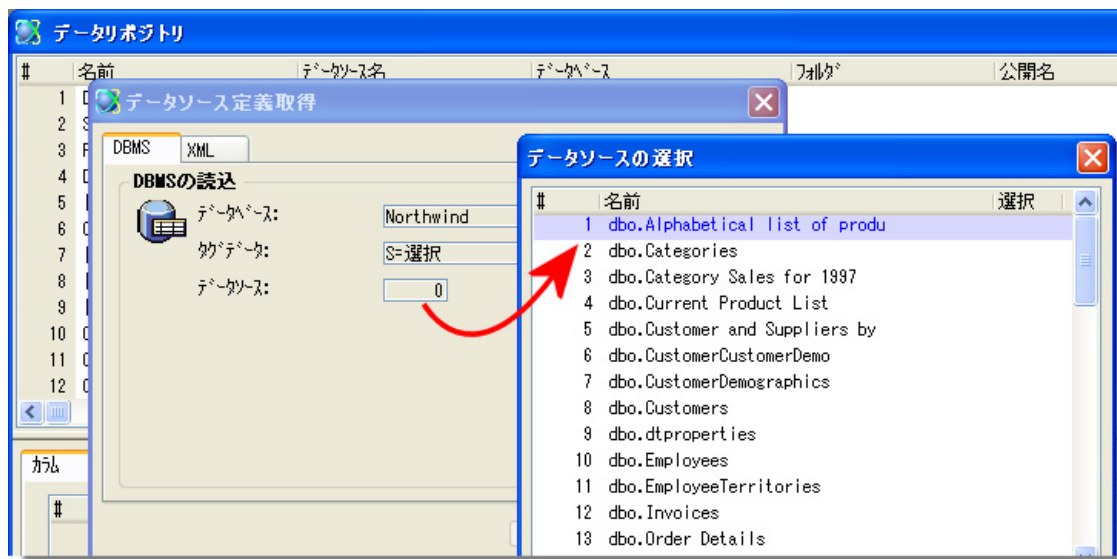 データリポジトリ
# 名前 ﾃﾞｰﾀｿｰｽ名 ﾃﾞｰﾀﾍﾞｰｽ ﾌｫﾙﾀﾞ 公開名
1
2
3
4
5
6
7
8
9
10
11
12
ｶﾗﾑ
#
データソース定義取得
DBMS XML
DBMSの読込
ﾃﾞｰﾀﾍﾞｰｽ: Northwind
ﾀｸﾞﾃﾞｰﾀ: S=選択
ﾃﾞｰﾀｿｰｽ: 0
データソースの選択
# 名前 選択
1 dbo.Alphabetical list of produ
2 dbo.Categories
3 dbo.Category Sales for 1997
4 dbo.Current Product List
5 dbo.Customer and Suppliers by
6 dbo.CustomerCustomerDemo
7 dbo.CustomerDemographics
8 dbo.Customers
9 dbo.dtproperties
10 dbo.Employees
11 dbo.EmployeeTerritories
12 dbo.Invoices
13 dbo.Order Details